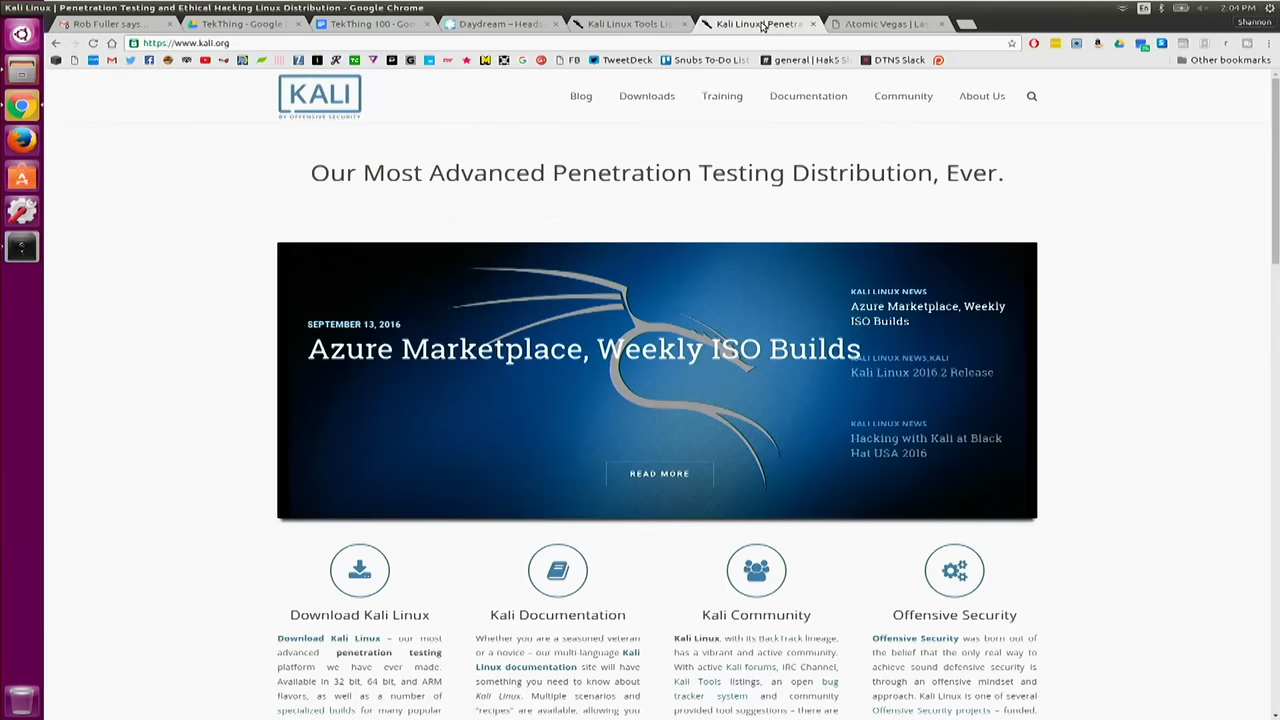 Kali Linux | Penetration Testing and Ethical Hacking Linux Distribution - Google Chrome
En
2:04 PM
Rob Fuller says...
TekThing - Google
TekThing 100 - Goo
Daydream – Heads
Kali Linux Tools Lis
Kali Linux | Penetra
Atomic Vegas | Las
Shannon
https://www.kali.org
FB
TweetDeck
Snubs To-Do List
general | Hak5 Sl
DTNS Slack
Other bookmarks
KALI
BY OFFENSIVE SECURITY
Blog
Downloads
Training
Documentation
Community
About Us
Our Most Advanced Penetration Testing Distribution, Ever.
SEPTEMBER 13, 2016
Azure Marketplace, Weekly ISO Builds
READ MORE
KALI LINUX NEWS
Azure Marketplace, Weekly
ISO Builds
KALI LINUX NEWS,KALI
Kali Linux 2016.2 Release
KALI LINUX NEWS
Hacking with Kali at Black
Hat USA 2016
Download Kali Linux
Download Kali Linux – our most
advanced penetration testing
platform we have ever made.
Available in 32 bit, 64 bit, and ARM
flavors, as well as a number of
specialized builds for many popular
Kali Documentation
Whether you are a seasoned veteran
or a novice – our multi-language Kali
Linux documentation site will have
something you need to know about
Kali Linux. Multiple scenarios and
"recipes" are available, allowing you
Kali Community
Kali Linux, with its BackTrack lineage,
has a vibrant and active community.
With active Kali forums, IRC Channel,
Kali Tools listings, an open bug
tracker system and community
provided tool suggestions – there are
Offensive Security
Offensive Security was born out of
the belief that the only real way to
achieve sound defensive security is
through an offensive mindset and
approach. Kali Linux is one of several
Offensive Security projects – funded,